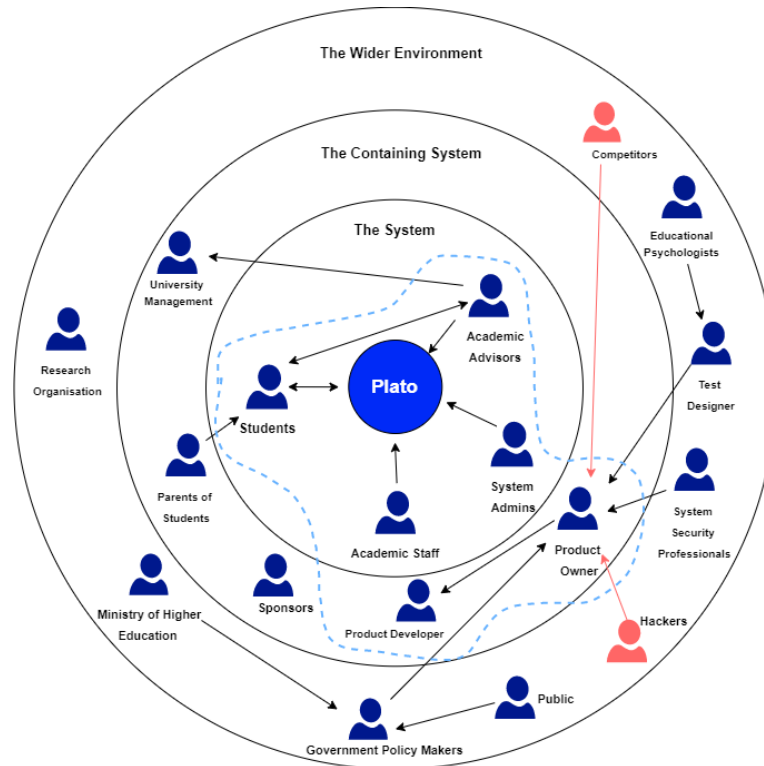 The Wider Environment
Competitors
The Containing System
Educational
Psychologists
The System
University
Management
Academic
Advisors
Research
Organisation
Plato
Test
Designer
Students
Parents of
Students
System
Admins
System
Security
Professionals
Academic Staff
Product
Owner
Ministry of Higher
Education
Sponsors
Product Developer
Hackers
Public
Government Policy Makers